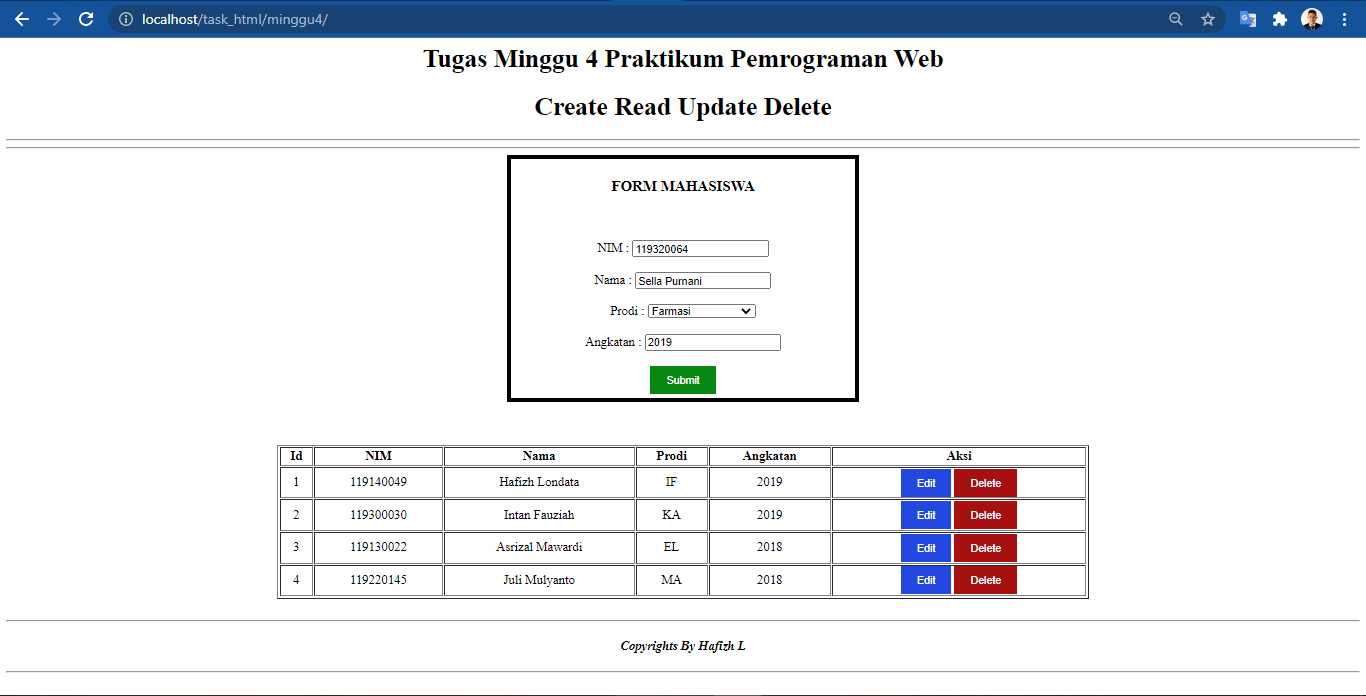 localhost/task_html/minggu4/
Tugas Minggu 4 Praktikum Pemrograman Web
Create Read Update Delete
FORM MAHASISWA
NIM : 119320064
Nama : Sella Purnani
Prodi : Farmasi
Angkatan : 2019
Submit
Id NIM Nama Prodi Angkatan Aksi
1 119140049 Hafizh Londata IF 2019 Edit Delete
2 119300030 Intan Fauziah KA 2019 Edit Delete
3 119130022 Asrizal Mawardi EL 2018 Edit Delete
4 119220145 Juli Mulyanto MA 2018 Edit Delete
Copyrights By Hafizh L